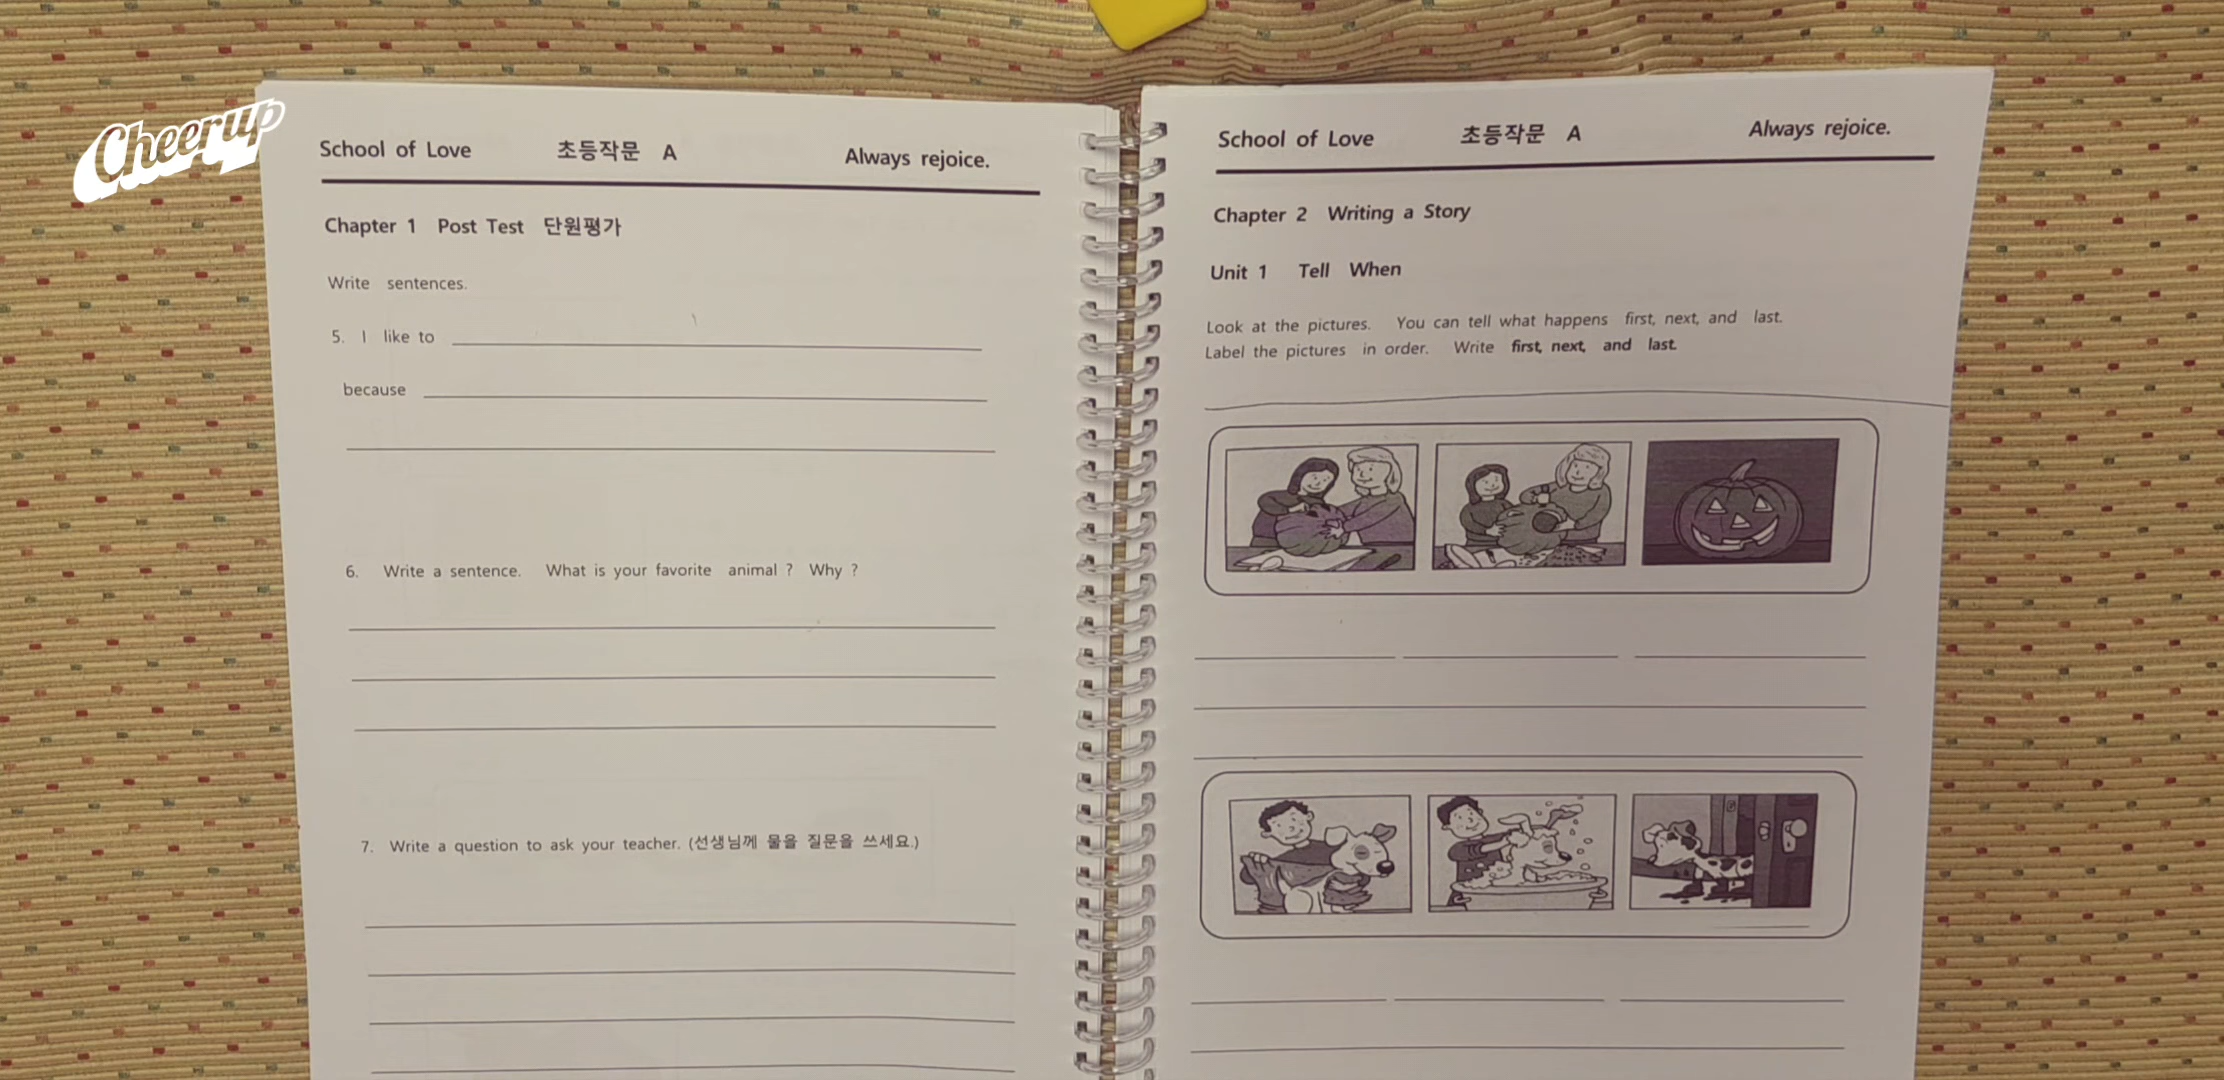 Cheerup
School of Love 초등작문 A Always rejoice.
Chapter 1 Post Test 단원평가
Write sentences.
5. I like to
because
6. Write a sentence. What is your favorite animal ? Why ?
7. Write a question to ask your teacher. (선생님께 물을 질문을 쓰세요.)
School of Love 초등작문 A Always rejoice.
Chapter 2 Writing a Story
Unit 1 Tell When
Look at the pictures. You can tell what happens first, next, and last.
Label the pictures in order. Write first, next, and last.